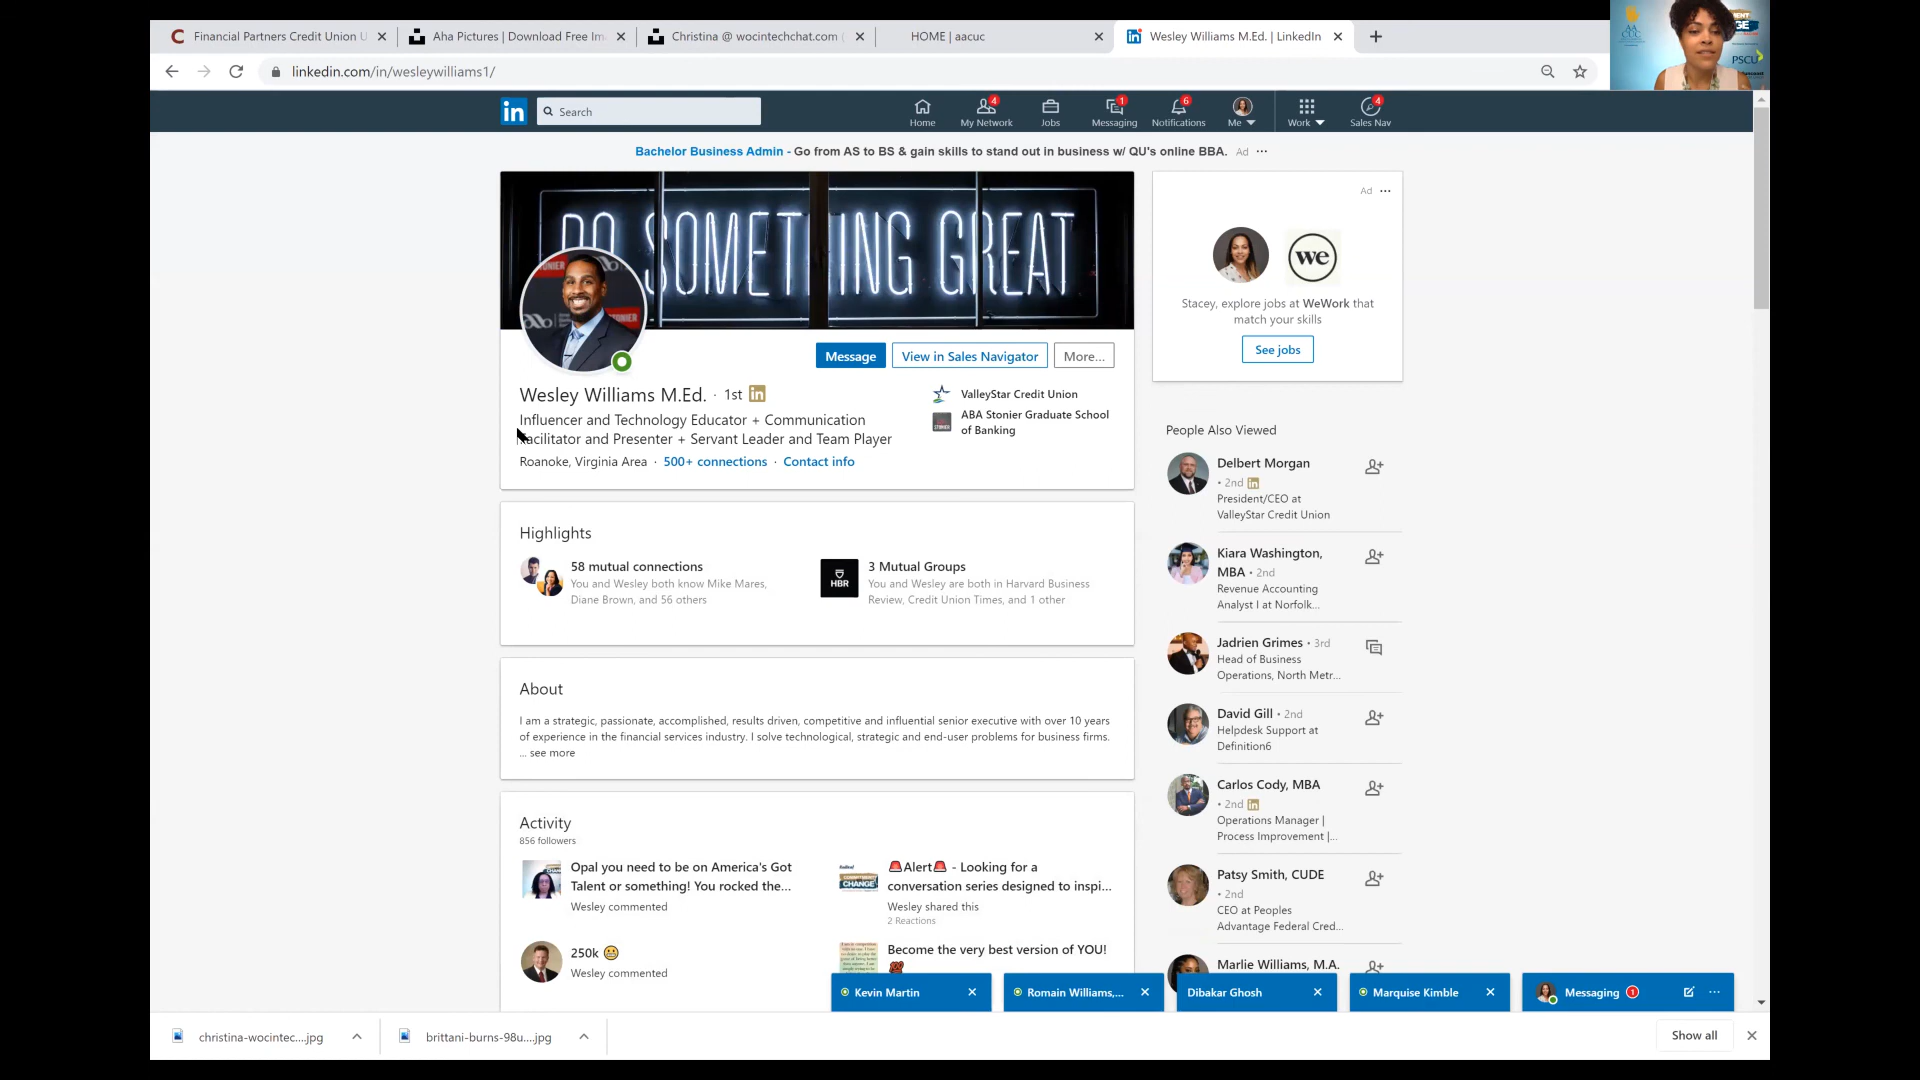 Financial Partners Credit Union U
Aha Pictures | Download Free Im
Christina @ wocintechchat.com (
HOME | aacuc
Wesley Williams M.Ed. | LinkedIn
linkedin.com/in/wesleywilliams1/
PSCU
in
Search
4
1
6
4
Home
My Network
Jobs
Messaging
Notifications
Me
Work
Sales Nav
Bachelor Business Admin - Go from AS to BS & gain skills to stand out in business w/ QU's online BBA. Ad ···
DO SOMETHING GREAT
Message
View in Sales Navigator
More...
Wesley Williams M.Ed. · 1st in
Influencer and Technology Educator + Communication
Facilitator and Presenter + Servant Leader and Team Player
Roanoke, Virginia Area · 500+ connections · Contact info
ValleyStar Credit Union
ABA Stonier Graduate School
of Banking
Highlights
58 mutual connections
You and Wesley both know Mike Mares,
Diane Brown, and 56 others
HBR
3 Mutual Groups
You and Wesley are both in Harvard Business
Review, Credit Union Times, and 1 other
About
I am a strategic, passionate, accomplished, results driven, competitive and influential senior executive with over 10 years
of experience in the financial services industry. I solve technological, strategic and end-user problems for business firms.
... see more
Activity
856 followers
Opal you need to be on America's Got
Talent or something! You rocked the...
Wesley commented
🚨Alert🚨 - Looking for a
conversation series designed to inspi...
Wesley shared this
2 Reactions
250k 😬
Wesley commented
Become the very best version of YOU!
Ad ···
we
Stacey, explore jobs at WeWork that
match your skills
See jobs
People Also Viewed
Delbert Morgan
• 2nd in
President/CEO at
ValleyStar Credit Union
Kiara Washington,
MBA • 2nd
Revenue Accounting
Analyst I at Norfolk...
Jadrien Grimes • 3rd
Head of Business
Operations, North Metr...
David Gill • 2nd
Helpdesk Support at
Definition6
Carlos Cody, MBA
• 2nd in
Operations Manager |
Process Improvement |...
Patsy Smith, CUDE
• 2nd
CEO at Peoples
Advantage Federal Cred...
Marlie Williams, M.A.
Kevin Martin
Romain Williams,...
Dibakar Ghosh
Marquise Kimble
Messaging 1
christina-wocintec....jpg
brittani-burns-98u....jpg
Show all